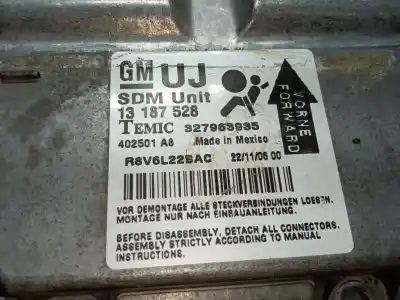 GM UJ
SDM Unit
13 187 528
TEMIC 327963935
402501 A8 Made in Mexico
R8V6L22BAC 22/11/06 00
VORNE
FORWARD
VOR DEMONTAGE ALLE STECKVERBINDUNGEN LOESEN.
MONTAGE NUR NACH EINBAUANLEITUNG.
BEFORE DISASSEMBLY, DETACH ALL CONNECTORS.
ASSEMBLY STRICTLY ACCORDING TO MANUAL
INSTRUCTIONS.